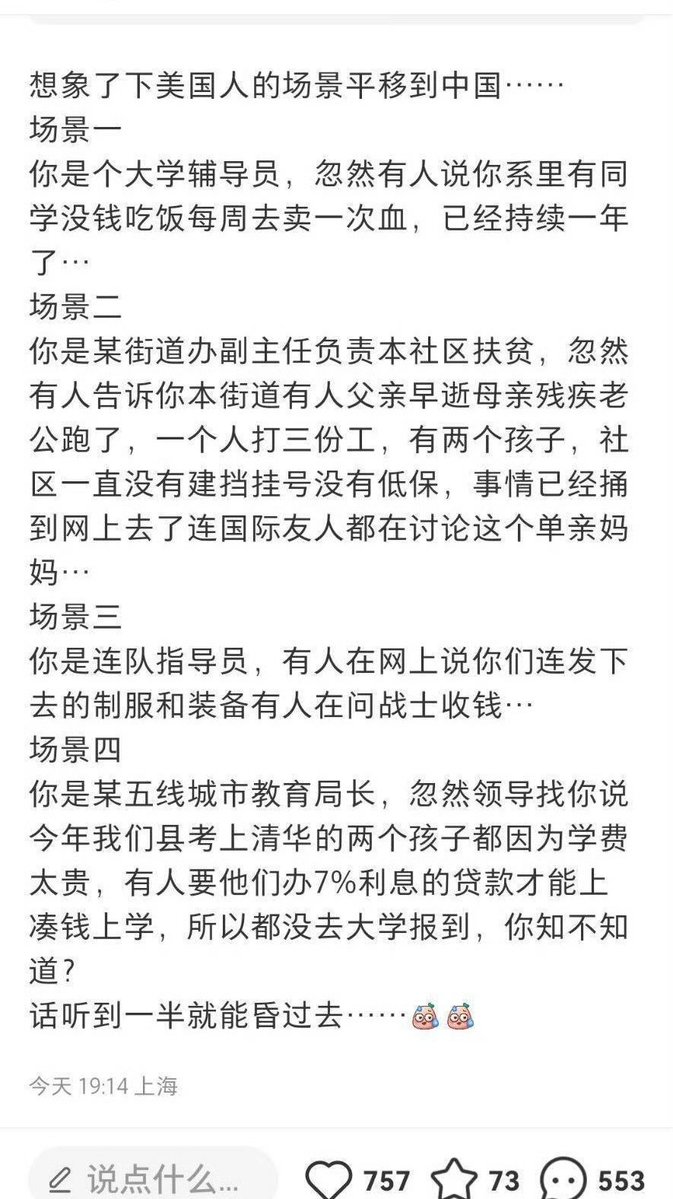 想象了下美国人的场景平移到中国……
场景一
你是个大学辅导员，忽然有人说你系里有同
学没钱吃饭每周去卖一次血，已经持续一年
了…
场景二
你是某街道办副主任负责本社区扶贫，忽然
有人告诉你本街道有人父亲早逝母亲残疾老
公跑了，一个人打三份工，有两个孩子，社
区一直没有建挡挂号没有低保，事情已经捅
到网上去了连国际友人都在讨论这个单亲妈
妈…
场景三
你是连队指导员，有人在网上说你们连发下
去的制服和装备有人在问战士收钱…
场景四
你是某五线城市教育局长，忽然领导找你说
今年我们县考上清华的两个孩子都因为学费
太贵，有人要他们办7%利息的贷款才能上
凑钱上学，所以都没去大学报到，你知不知
道？
话听到一半就能昏过去……
今天 19:14 上海
说点什么... 757 73 553